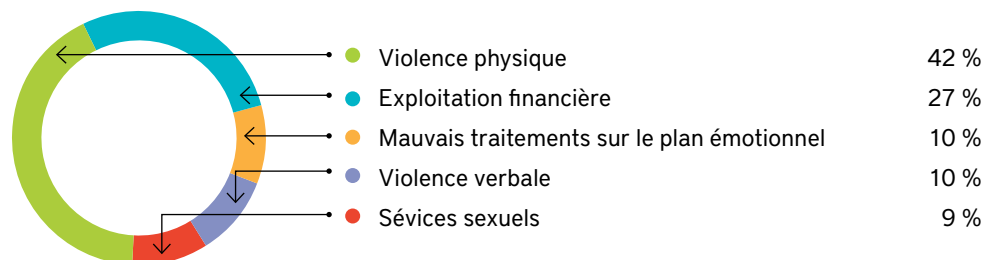 Violence physique 42 %
Exploitation financière 27 %
Mauvais traitements sur le plan émotionnel 10 %
Violence verbale 10 %
Sévices sexuels 9 %